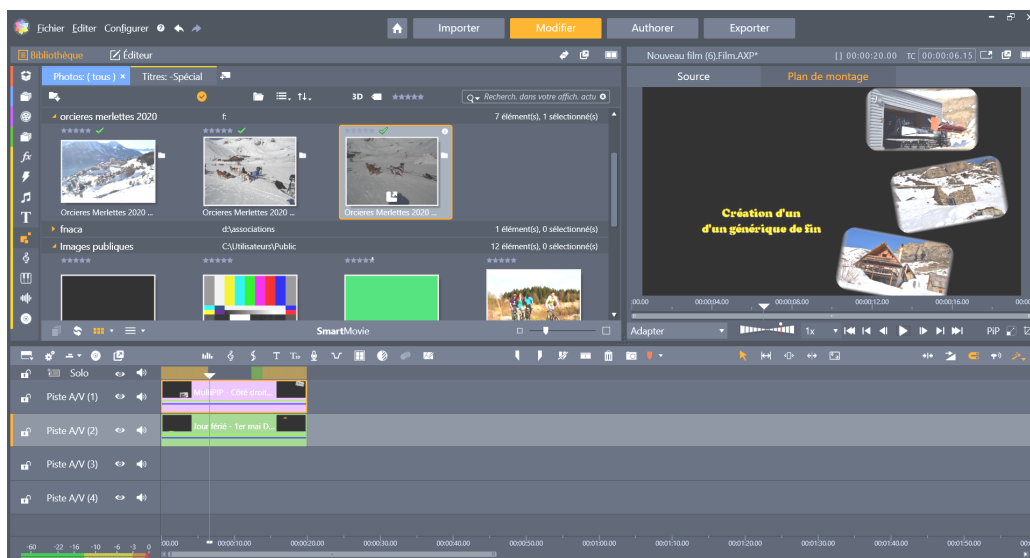 Fichier Editer Configurer
Importer
Modifier
Authorer
Exporter
Bibliothèque
Éditeur
Nouveau film (6).Film.AXP*
[] 00:00:20.00
TC 00:00:06.15
Photos: ( tous ) ×
Titres: -Spécial
Source
Plan de montage
3D
Recherch. dans votre affich. actu
orcieres merlettes 2020
f:
7 élément(s), 1 sélectionné(s)
Orcieres Merlettes 2020 ...
Orcieres Merlettes 2020 ...
Orcieres Merlettes 2020 ...
fnaca
d:\associations
1 élément(s), 0 sélectionné(s)
Images publiques
C:\Utilisateurs\Public
12 élément(s), 0 sélectionné(s)
Création d'un
d'un générique de fin
:00.00
00:00:04.00
00:00:08.00
00:00:12.00
00:00:16.00
SmartMovie
Adapter
1x
PiP
Solo
Piste A/V (1)
MultiPIP - Côté droit...
Piste A/V (2)
Jour férié - 1er mai D...
Piste A/V (3)
Piste A/V (4)
-60 -22 -16 -10 -6 -3 0
:00.00
00:00:10.00
00:00:20.00
00:00:30.00
00:00:40.00
00:00:50.00
00:01:00.00
00:01:10.00
00:01:20.00
00:01:30.00
00:01:40.00
00:01:50.00